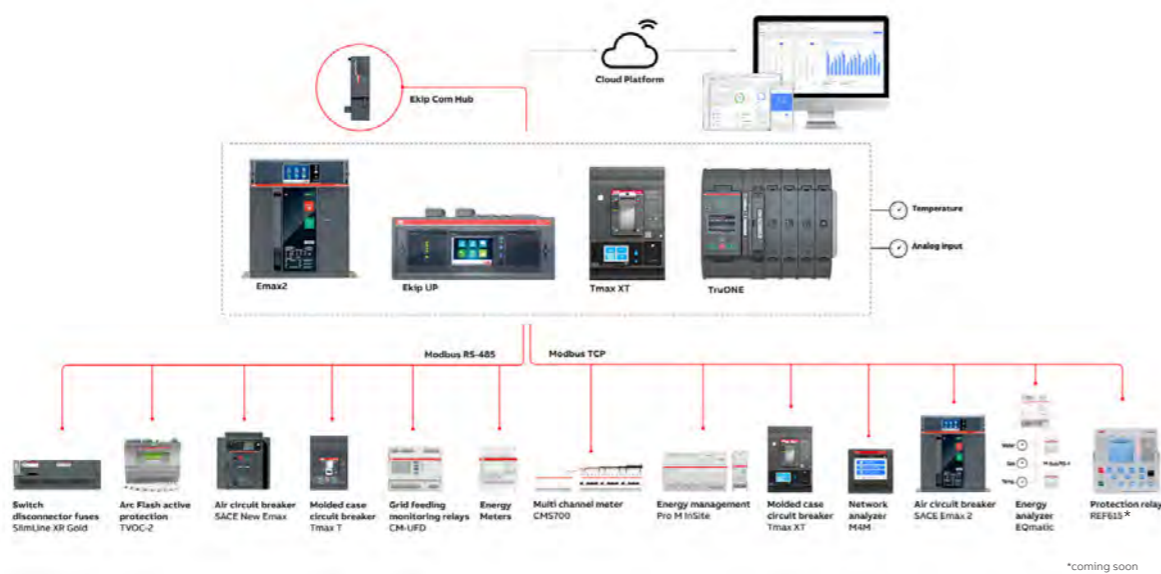 Cloud Platform
Ekip Com Hub
Temperature
Analog input
Emax2
Ekip UP
Tmax XT
TruONE
Modbus RS-485
Modbus TCP
Switch
disconnector fuses
SlimLine XR Gold
Arc Flash active
protection
TVOC-2
Air circuit breaker
SACE New Emax
Molded case
circuit breaker
Tmax T
Grid feeding
monitoring relays
CM-UFD
Energy
Meters
Multi channel meter
CMS700
Energy management
Pro M InSite
Molded case
circuit breaker
Tmax XT
Network
analyzer
M4M
Air circuit breaker
SACE Emax 2
Water
Gas
Temp.
Energy
analyzer
EQmatic
Protection relay
REF615*
*coming soon